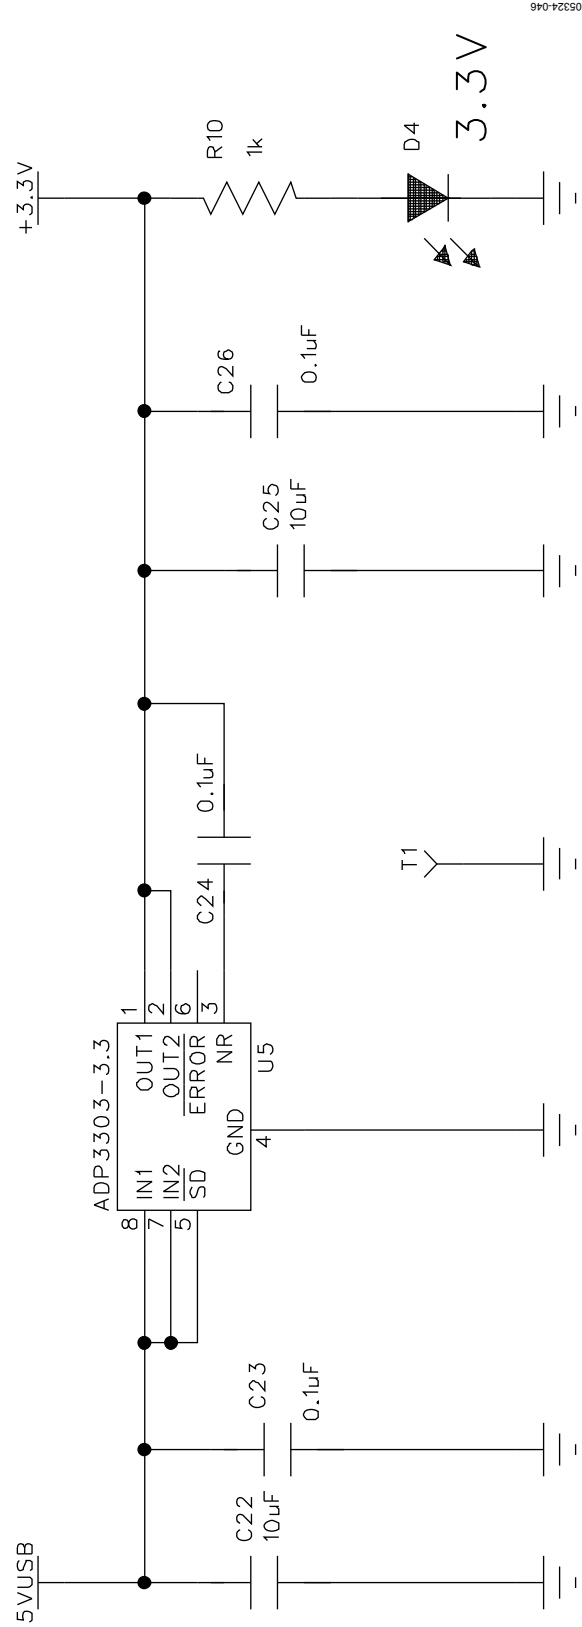 5VUSB
C22
10uF
C23
0.1uF
8
7
5
ADP3303-3.3
IN1
IN2
SD
GND
4
OUT1
OUT2
ERROR
NR
U5
1
2
6
3
C24
0.1uF
T1
C25
10uF
C26
0.1uF
+3.3V
R10
1k
D4
3.3V
05324-046